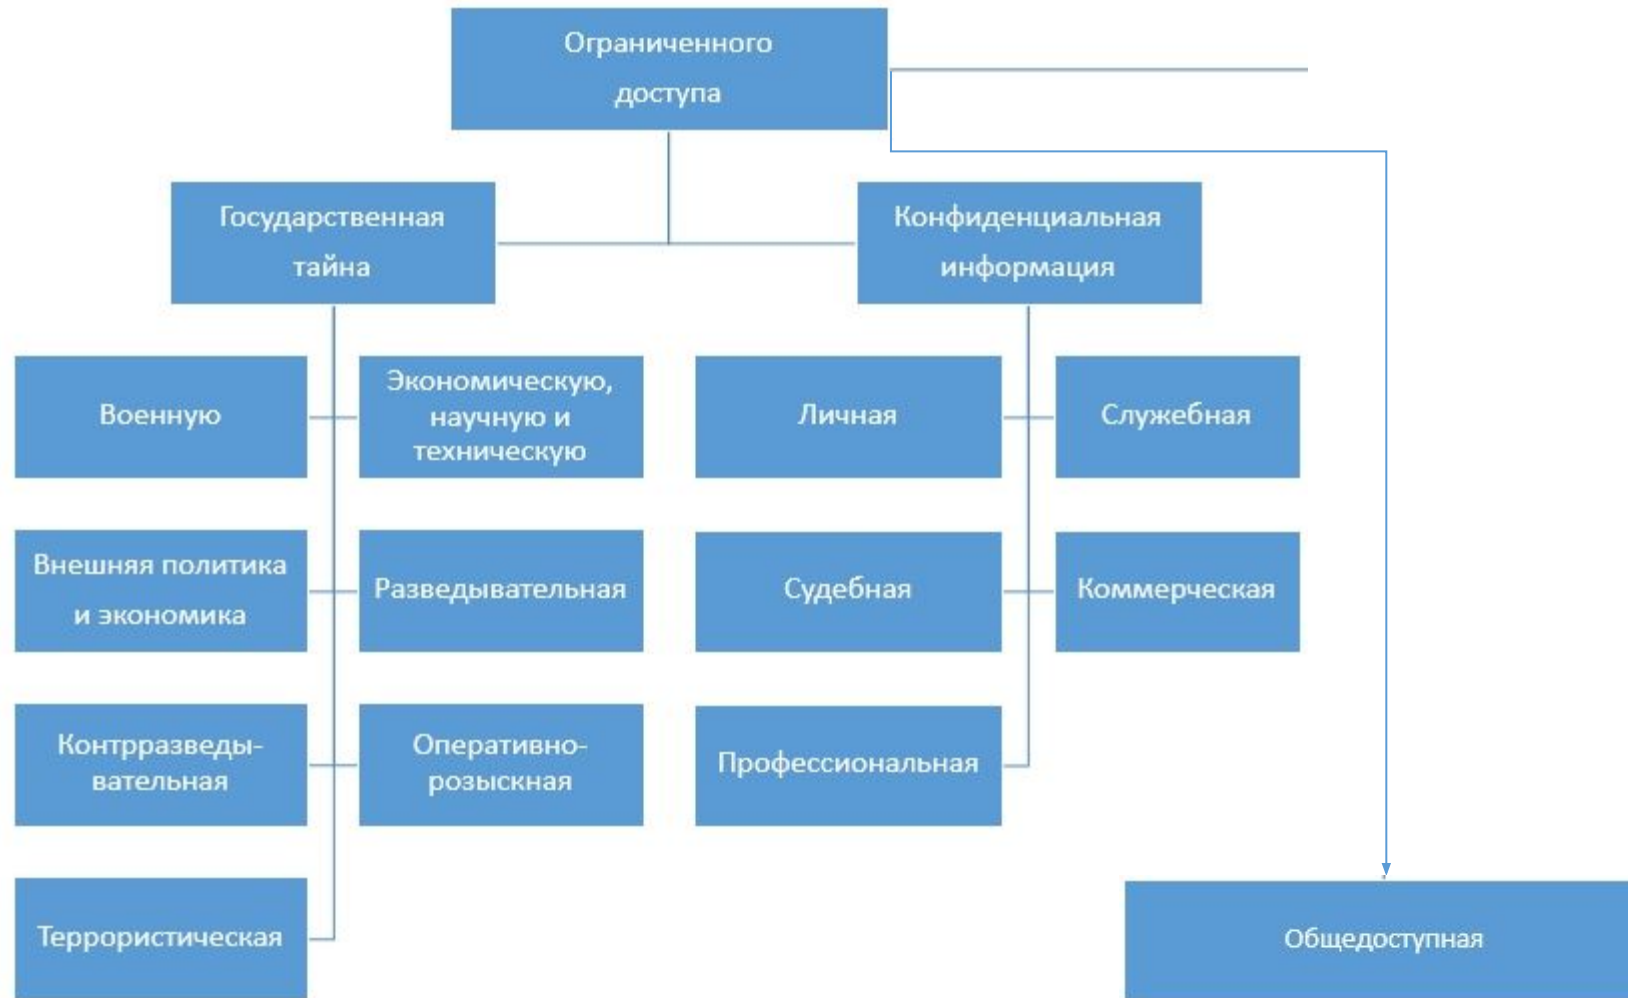 Ограниченного
доступа
Государственная
тайна
Конфиденциальная
информация
Военную
Экономическую,
научную и
техническую
Личная
Служебная
Внешняя политика
и экономика
Разведывательная
Судебная
Коммерческая
Контрразведы-
вательная
Оперативно-
розыскная
Профессиональная
Террористическая
Общедоступная